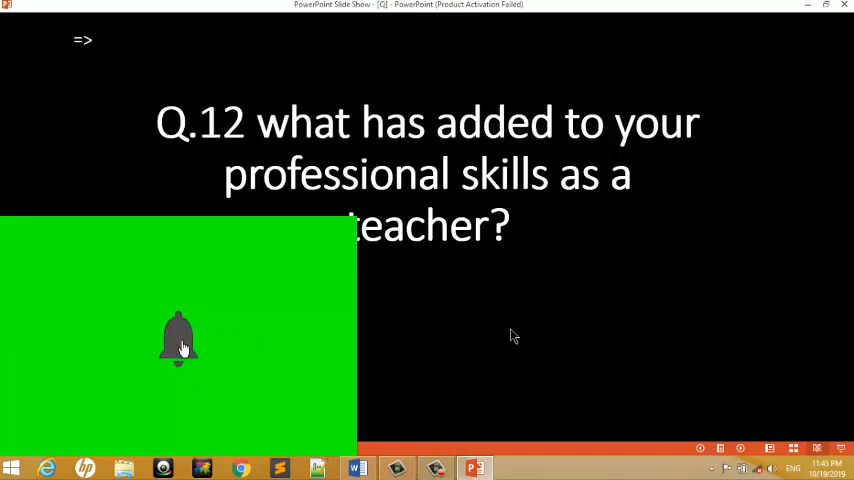 PowerPoint Slide Show - [Q] - PowerPoint (Product Activation Failed)
=>
Q.12 what has added to your
professional skills as a
teacher?
ENG
11:45 PM
10/19/2019